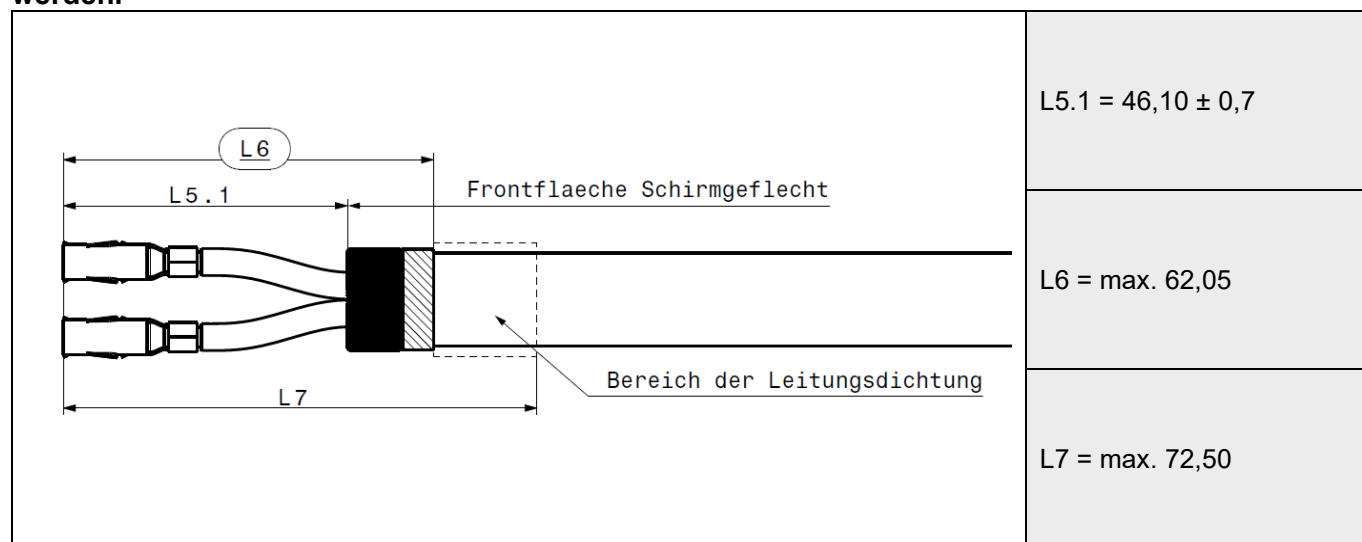 L6
L5.1
Frontflaeche Schirmgeflecht
Bereich der Leitungsdichtung
L7
L5.1 = 46,10 ± 0,7
L6 = max. 62,05
L7 = max. 72,50